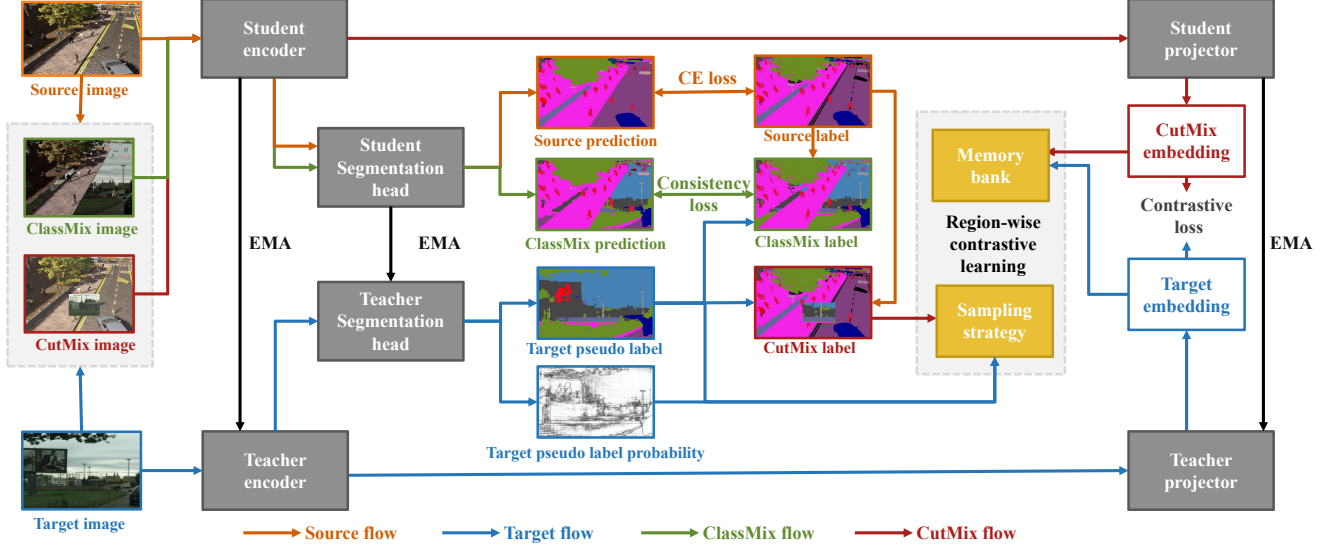 Student
encoder
Student
projector
Source image
CE loss
Source prediction
Source label
CutMix
embedding
Student
Segmentation
head
Memory
bank
Consistency
loss
ClassMix image
ClassMix prediction
ClassMix label
Contrastive
loss
EMA
EMA
Region-wise
contrastive
learning
EMA
Teacher
Segmentation
head
Target
embedding
Sampling
strategy
CutMix image
Target pseudo label
CutMix label
Target pseudo label probability
Teacher
encoder
Teacher
projector
Target image
Source flow
Target flow
ClassMix flow
CutMix flow